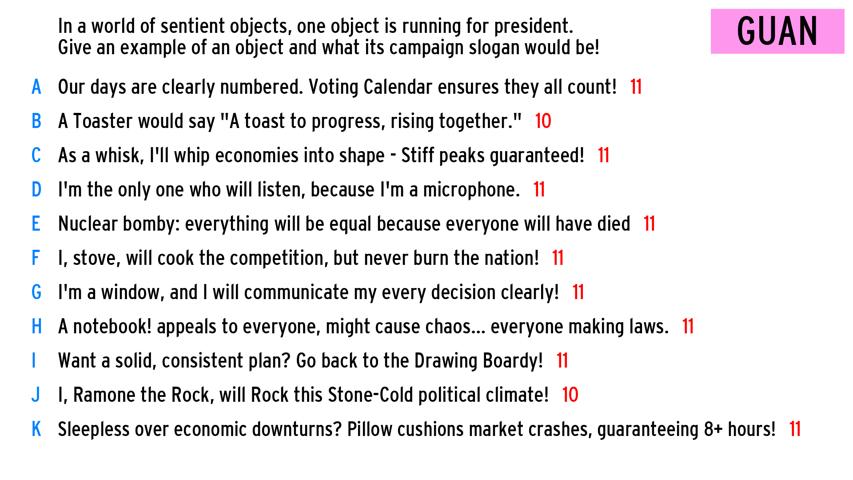 In a world of sentient objects, one object is running for president.
Give an example of an object and what its campaign slogan would be!
GUAN
A Our days are clearly numbered. Voting Calendar ensures they all count! 11
B A Toaster would say "A toast to progress, rising together." 10
C As a whisk, I'll whip economies into shape - Stiff peaks guaranteed! 11
D I'm the only one who will listen, because I'm a microphone. 11
E Nuclear bomby: everything will be equal because everyone will have died 11
F I, stove, will cook the competition, but never burn the nation! 11
G I'm a window, and I will communicate my every decision clearly! 11
H A notebook! appeals to everyone, might cause chaos... everyone making laws. 11
I Want a solid, consistent plan? Go back to the Drawing Boardy! 11
J I, Ramone the Rock, will Rock this Stone-Cold political climate! 10
K Sleepless over economic downturns? Pillow cushions market crashes, guaranteeing 8+ hours! 11